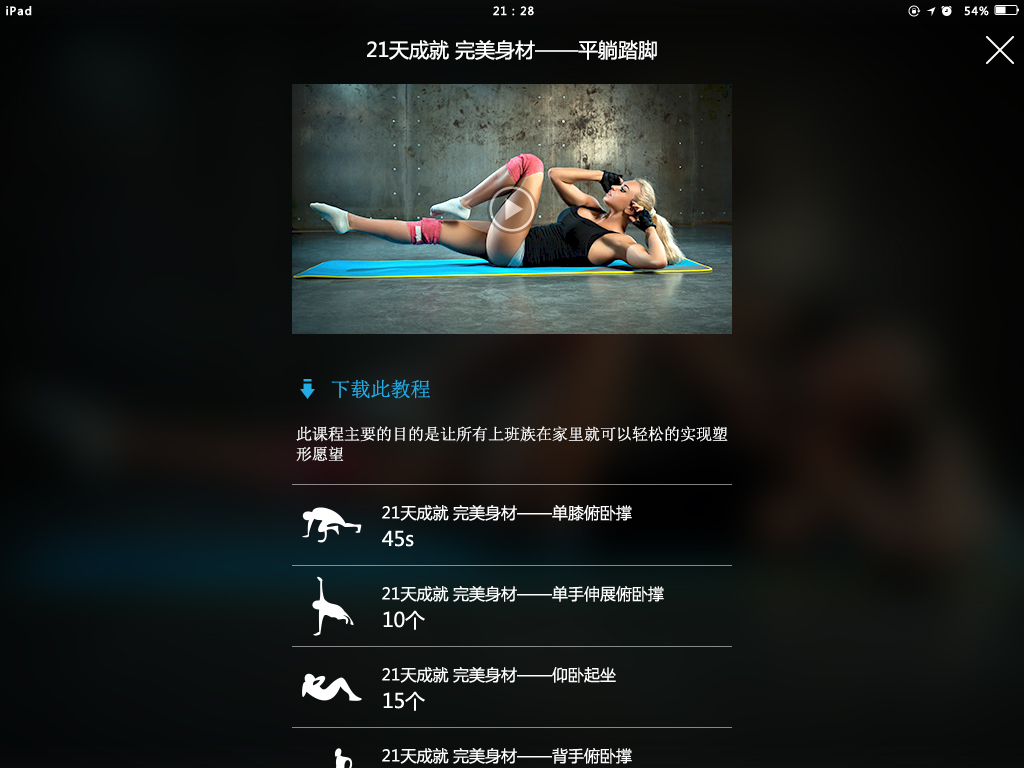 iPad
21 : 28
54%
21天成就 完美身材——平躺踏脚
下载此教程
此课程主要的目的是让所有上班族在家里就可以轻松的实现塑
形愿望
21天成就 完美身材——单膝俯卧撑
45s
21天成就 完美身材——单手伸展俯卧撑
10个
21天成就 完美身材——仰卧起坐
15个
21天成就 完美身材——背手俯卧撑